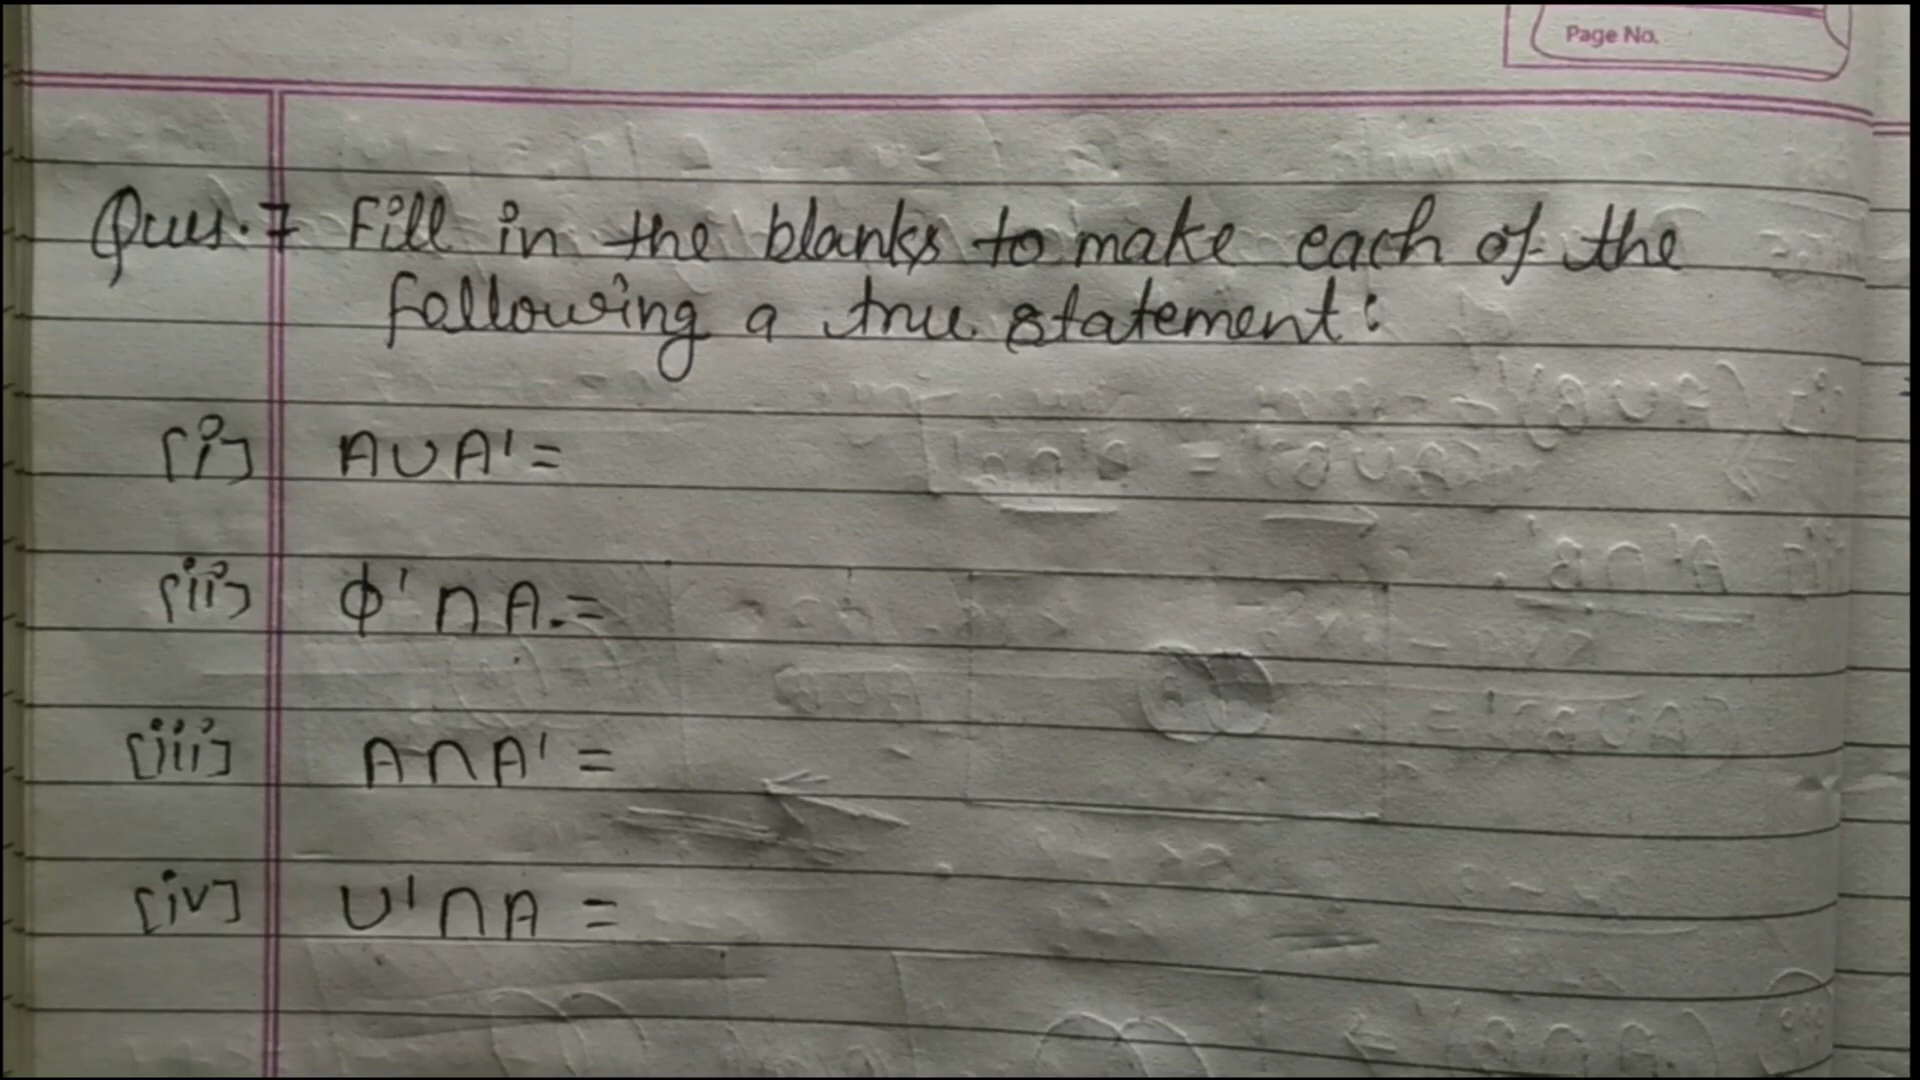 Page No.
Ques.7 Fill in the blanks to make each of the
following a true statement:
[i] A∪A' =
[ii] Φ'∩A.=
[iii] A∩A' =
[iv] U'∩A =